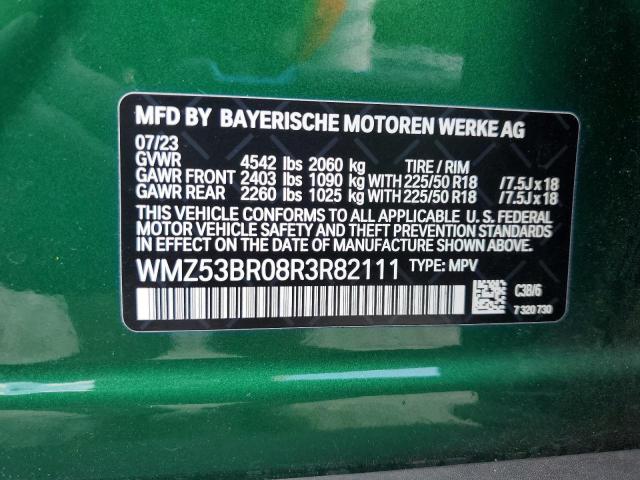 MFD BY BAYERISCHE MOTOREN WERKE AG
07/23
GVWR 4542 lbs 2060 kg TIRE / RIM
GAWR FRONT 2403 lbs 1090 kg WITH 225/50 R18 /7.5J x 18
GAWR REAR 2260 lbs 1025 kg WITH 225/50 R18 /7.5J x 18
THIS VEHICLE CONFORMS TO ALL APPLICABLE U. S. FEDERAL
MOTOR VEHICLE SAFETY, BUMPER, AND THEFT PREVENTION
STANDARDS IN EFFECT ON THE DATE OF MANUFACTURE SHOWN ABOVE.
WMZ53BR08R3R82111 TYPE: MPV
C38/6
7 320 730